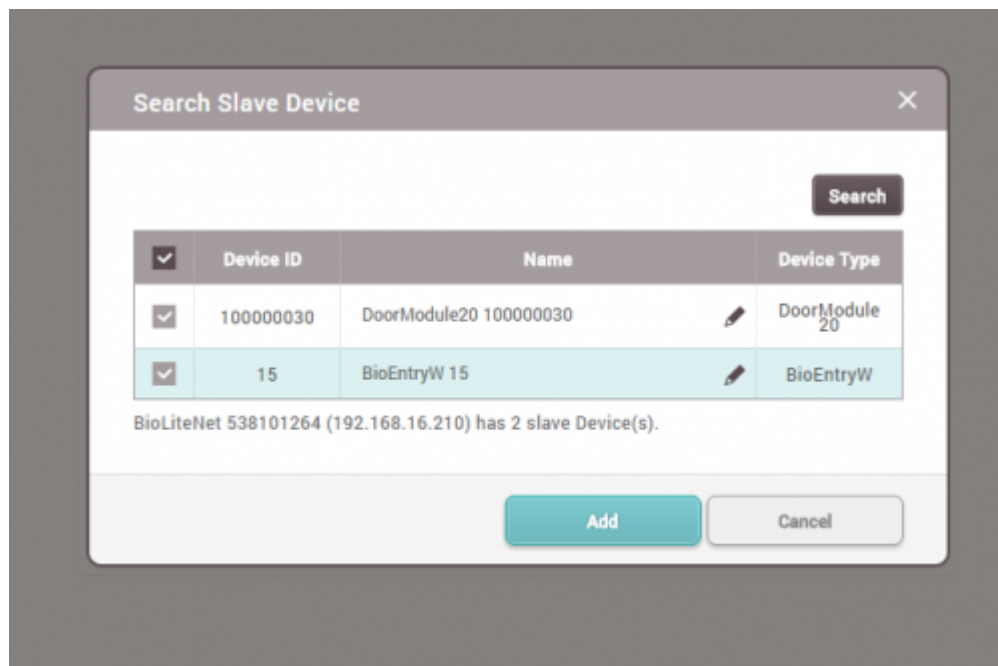 Search Slave Device
Search
Device ID Name Device Type
100000030 DoorModule20 100000030 DoorModule
20
15 BioEntryW 15 BioEntryW
BioLiteNet 538101264 (192.168.16.210) has 2 slave Device(s).
Add Cancel